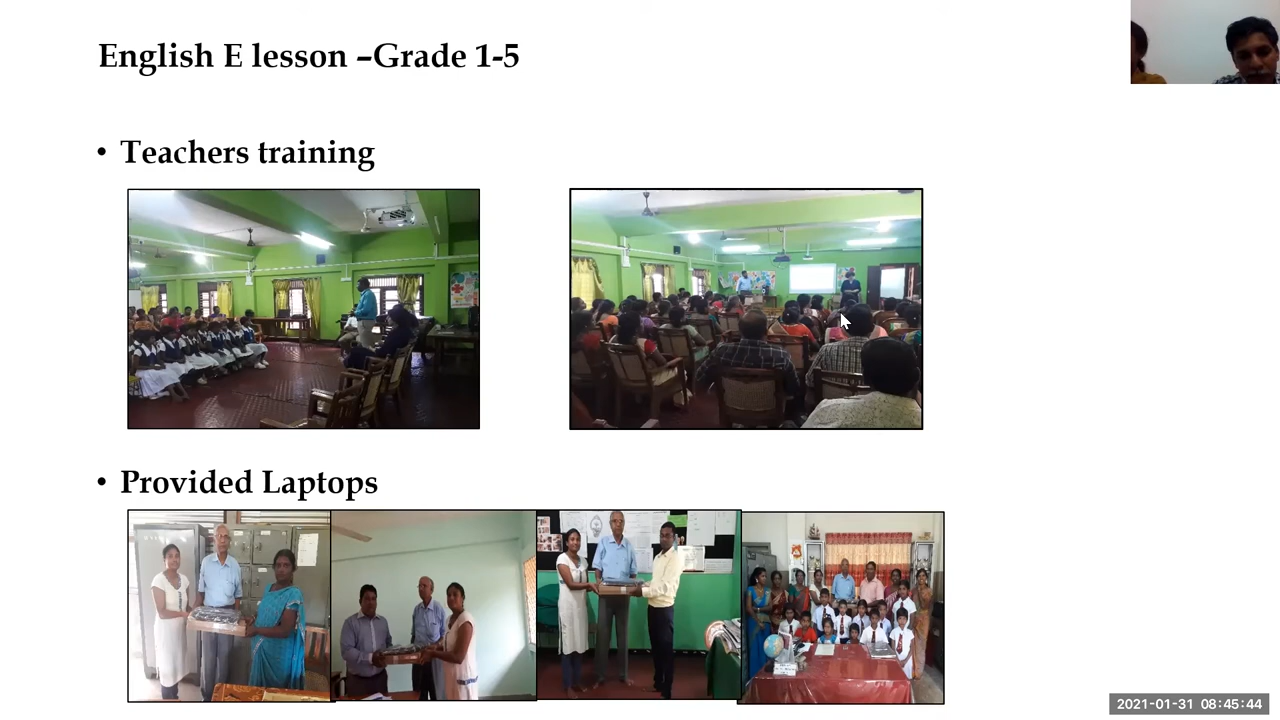 English E lesson –Grade 1-5
• Teachers training
• Provided Laptops
2021-01-31 08:45:44